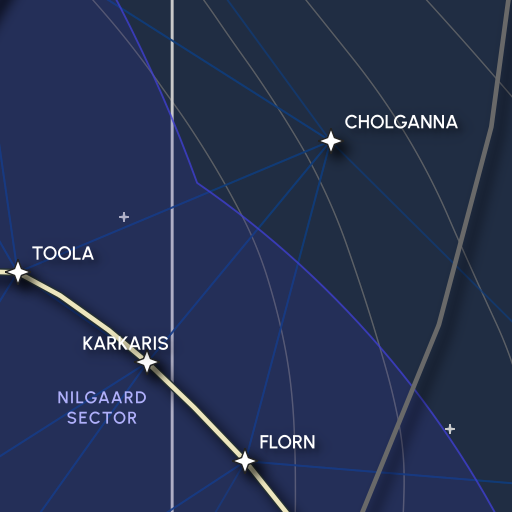 CHOLGANNA
TOOLA
KARKARIS
NILGAARD
SECTOR
FLORN